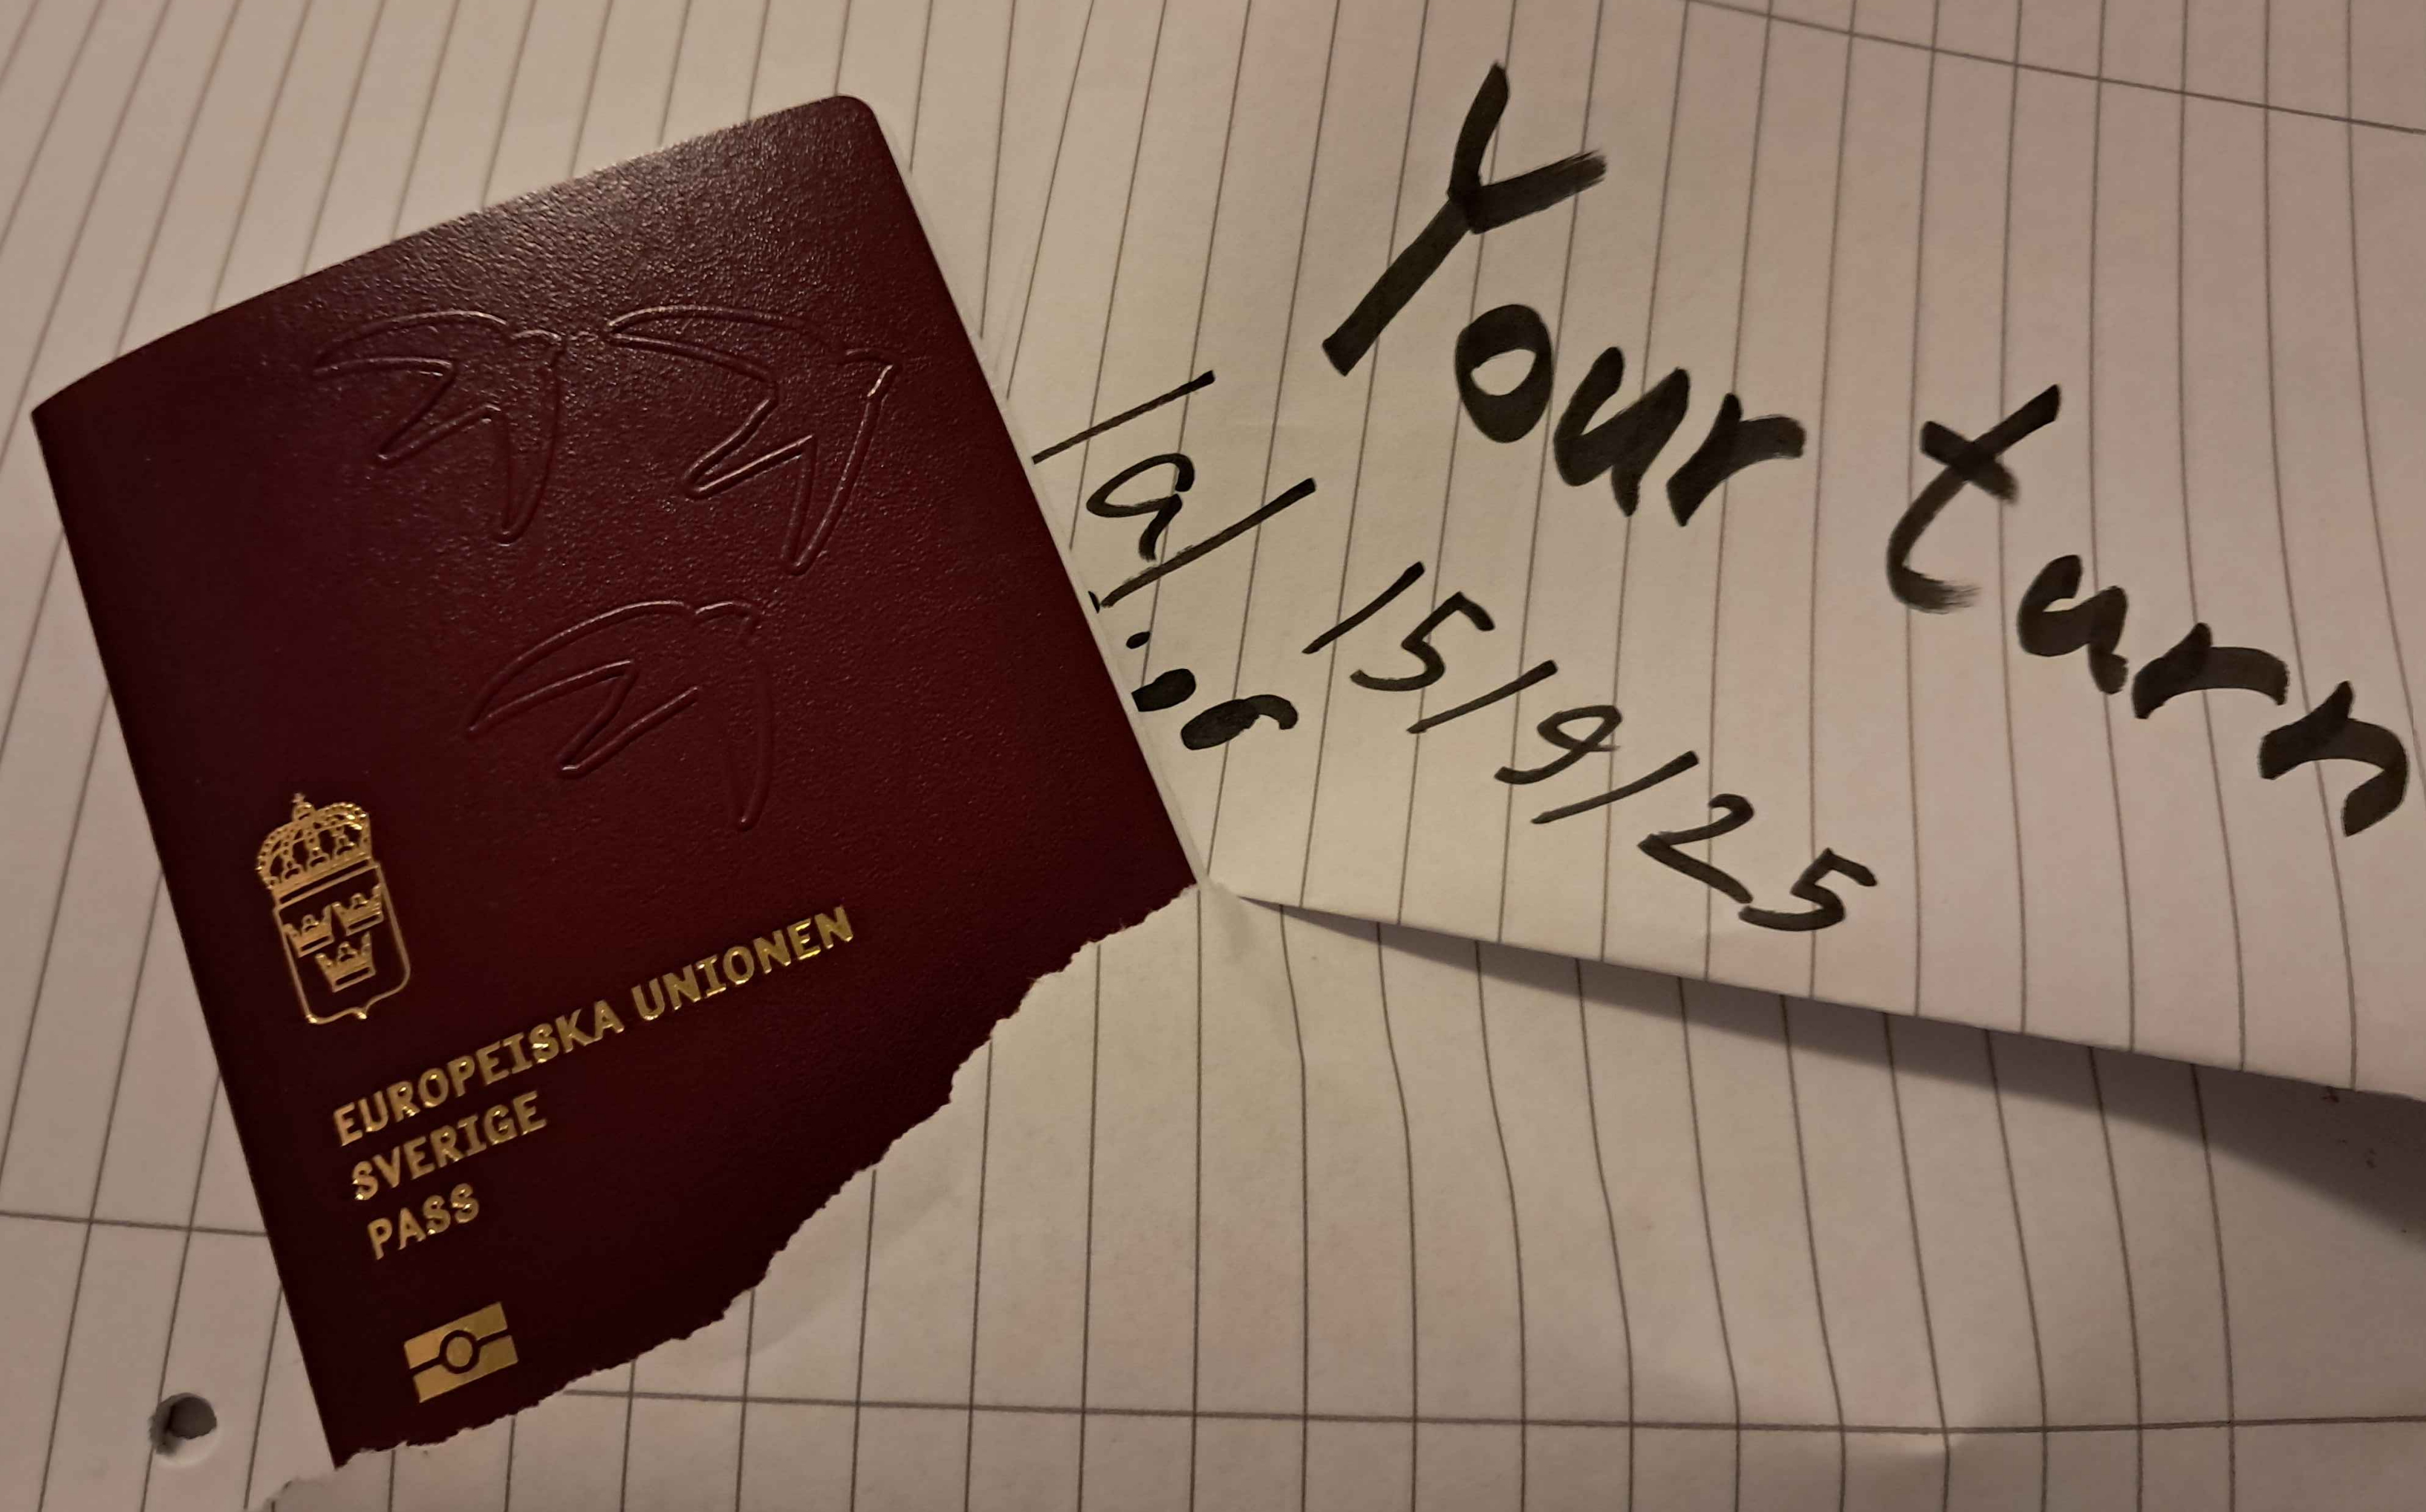 Your turn
/a/ 15/9/25
EUROPEISKA UNIONEN
SVERIGE
PASS